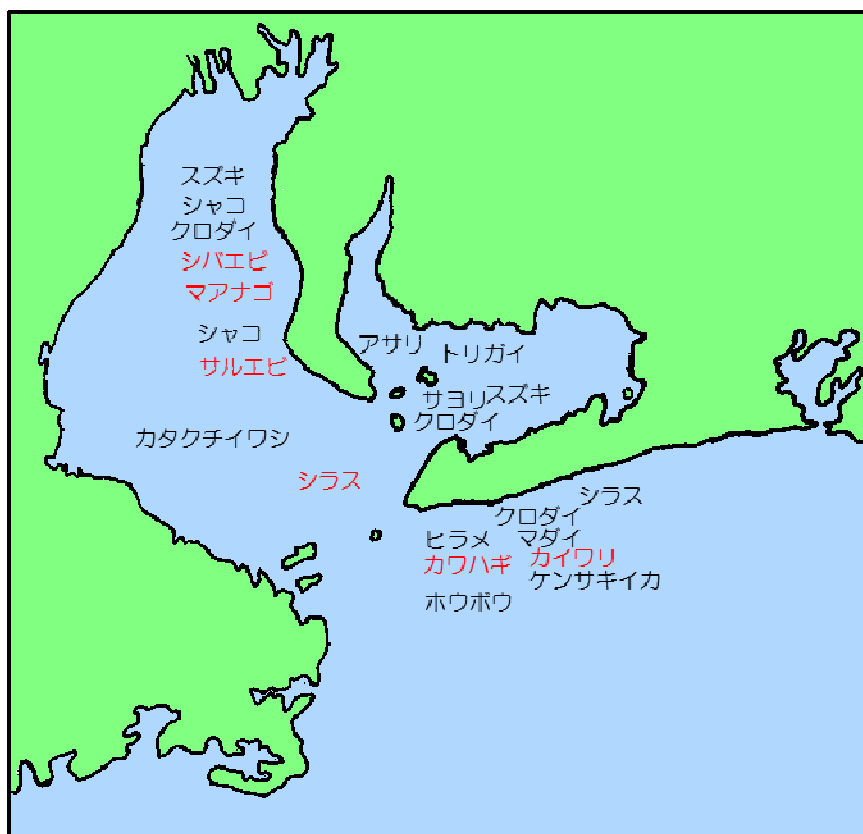 スズキ
シャコ
クロダイ
シバエビ
マアナゴ
シャコ
サルエビ
アサリ
トリガイ
サヨリ
スズキ
クロダイ
カタクチイワシ
シラス
シラス
クロダイ
ヒラメ
マダイ
カワハギ
カイワリ
ケンサキイカ
ホウボウ